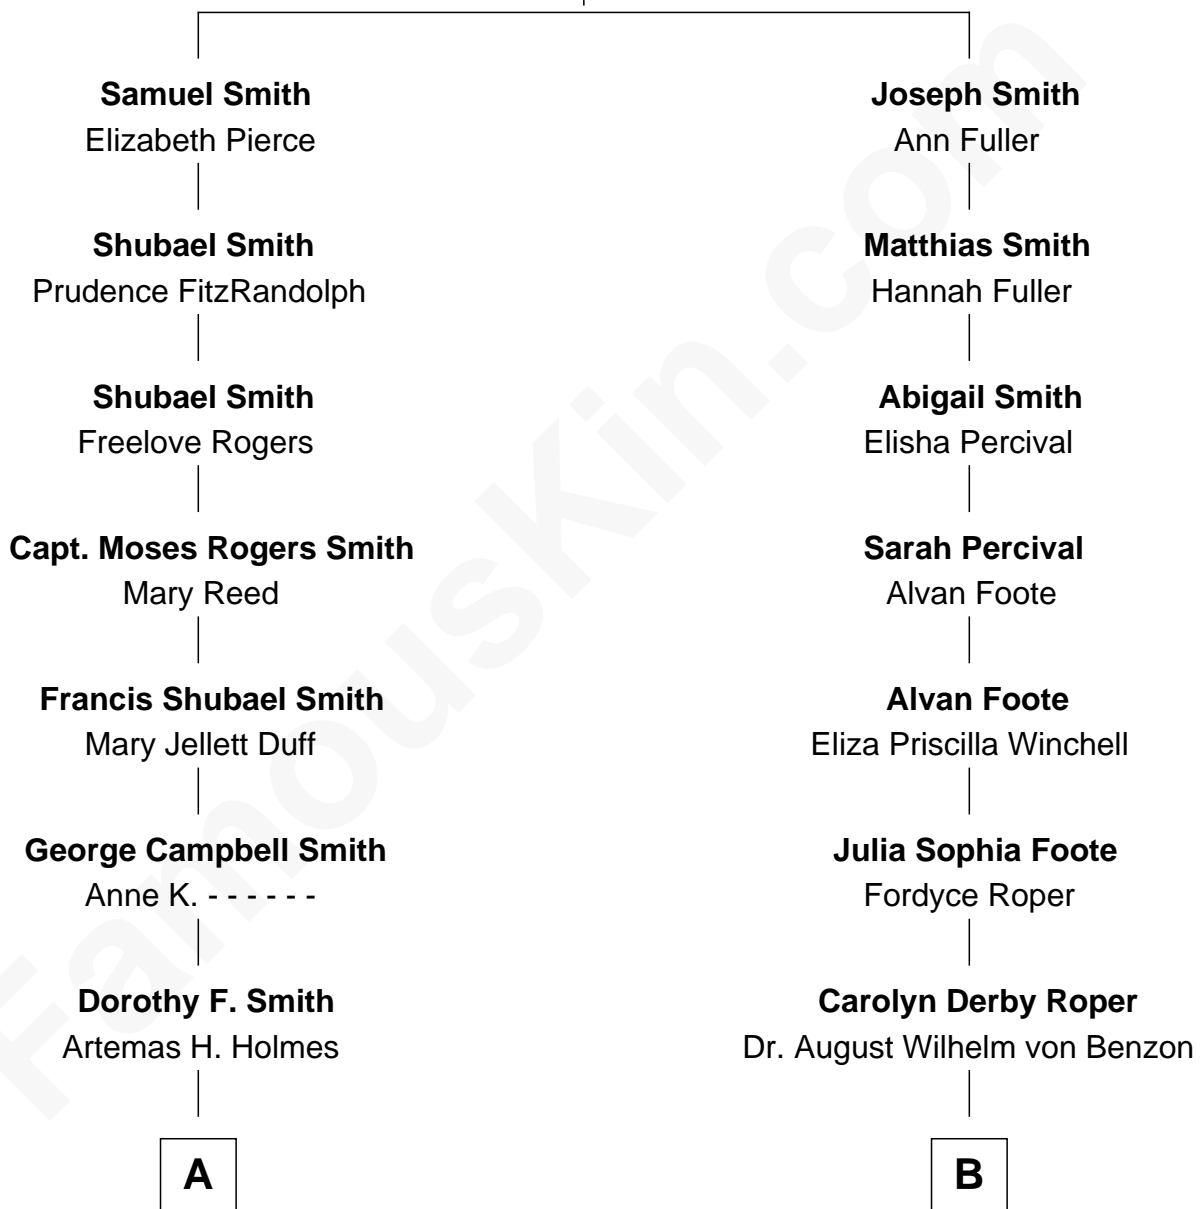 Samuel Smith
Elizabeth Pierce
Shubael Smith
Prudence FitzRandolph
Shubael Smith
Freelove Rogers
Capt. Moses Rogers Smith
Mary Reed
Francis Shubael Smith
Mary Jellett Duff
George Campbell Smith
Anne K. - - - - - -
Dorothy F. Smith
Artemas H. Holmes
A
Joseph Smith
Ann Fuller
Matthias Smith
Hannah Fuller
Abigail Smith
Elisha Percival
Sarah Percival
Alvan Foote
Alvan Foote
Eliza Priscilla Winchell
Julia Sophia Foote
Fordyce Roper
Carolyn Derby Roper
Dr. August Wilhelm von Benzon
B
FamousKin.com